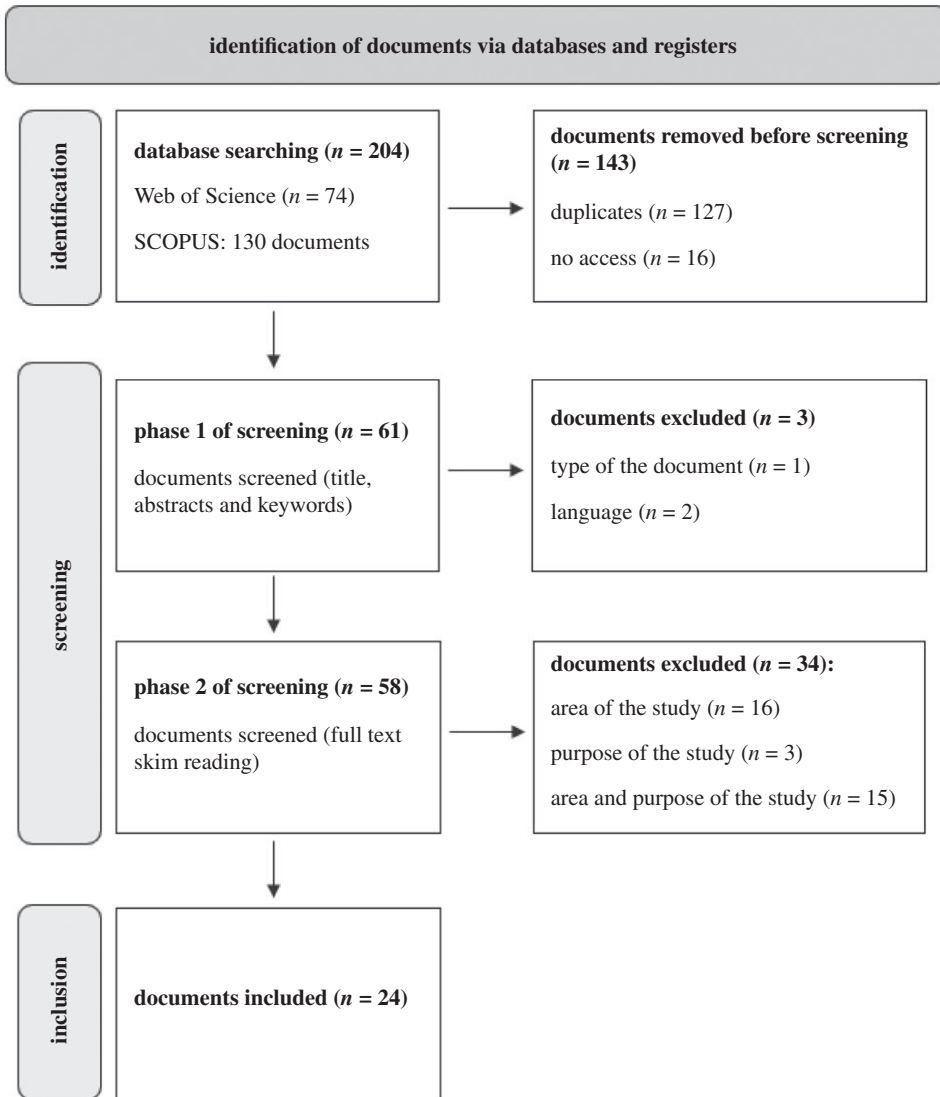 identification of documents via databases and registers
identification
database searching (n = 204)
Web of Science (n = 74)
SCOPUS: 130 documents
documents removed before screening
(n = 143)
duplicates (n = 127)
no access (n = 16)
screening
phase 1 of screening (n = 61)
documents screened (title,
abstracts and keywords)
documents excluded (n = 3)
type of the document (n = 1)
language (n = 2)
phase 2 of screening (n = 58)
documents screened (full text
skim reading)
documents excluded (n = 34):
area of the study (n = 16)
purpose of the study (n = 3)
area and purpose of the study (n = 15)
inclusion
documents included (n = 24)